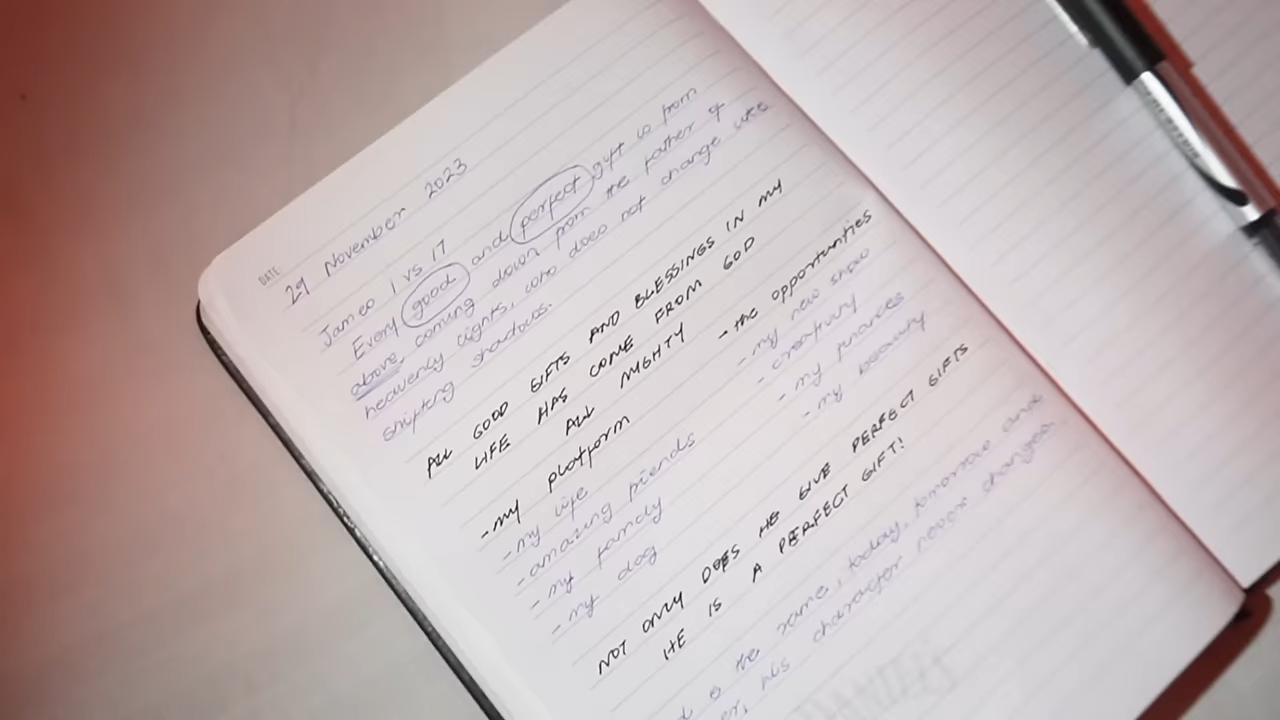 DATE
29 November 2023
James 1 vs 17
Every good and perfect gift is from
above, coming down from the father of
heavenly lights, who does not change like
shifting shadows.
ALL GOOD GIFTS AND BLESSINGS IN MY
LIFE HAS COME FROM GOD
ALL MIGHTY
- my platform
- my life
- amazing friends
- my family
- my dog
- the opportunities
- my new show
- creativity
- my finances
- my beauty
NOT ONLY DOES HE GIVE PERFECT GIFTS
HE IS A PERFECT GIFT!
is the same, today, tomorrow and
his character never changes.